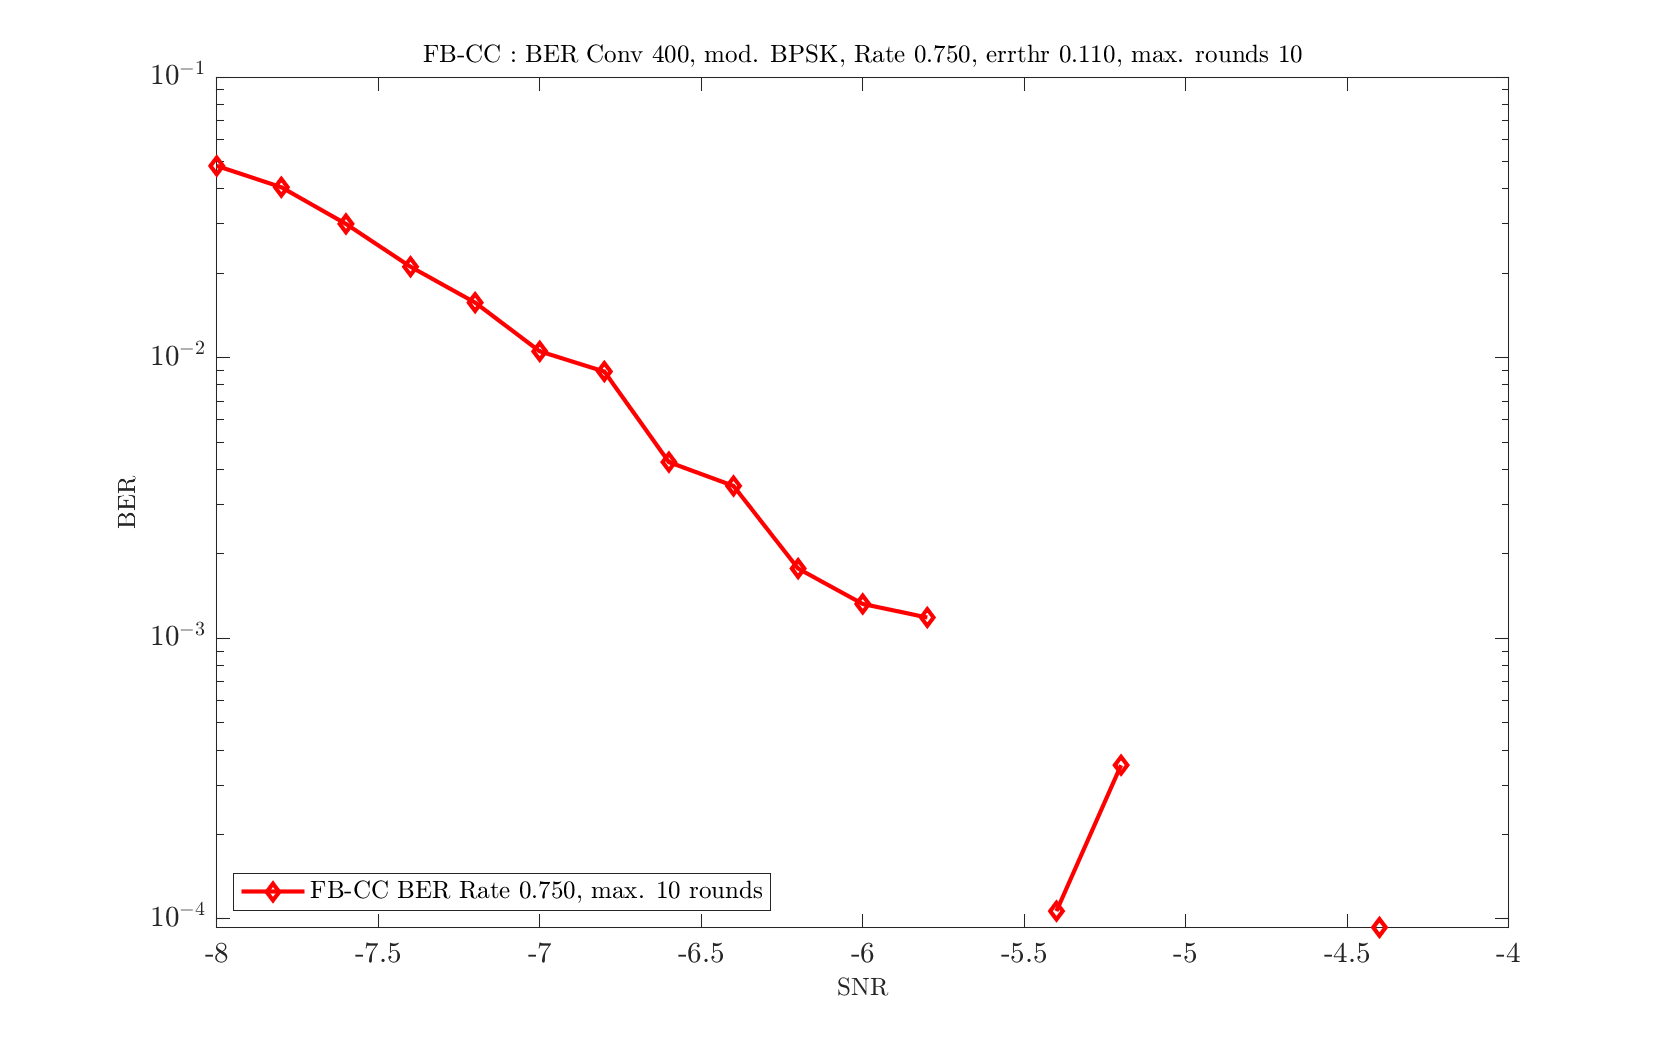 FB-CC : BER Conv 400, mod. BPSK, Rate 0.750, errthr 0.110, max. rounds 10
10^{-1}
10^{-2}
10^{-3}
10^{-4}
BER
FB-CC BER Rate 0.750, max. 10 rounds
-8 -7.5 -7 -6.5 -6 -5.5 -5 -4.5 -4
SNR